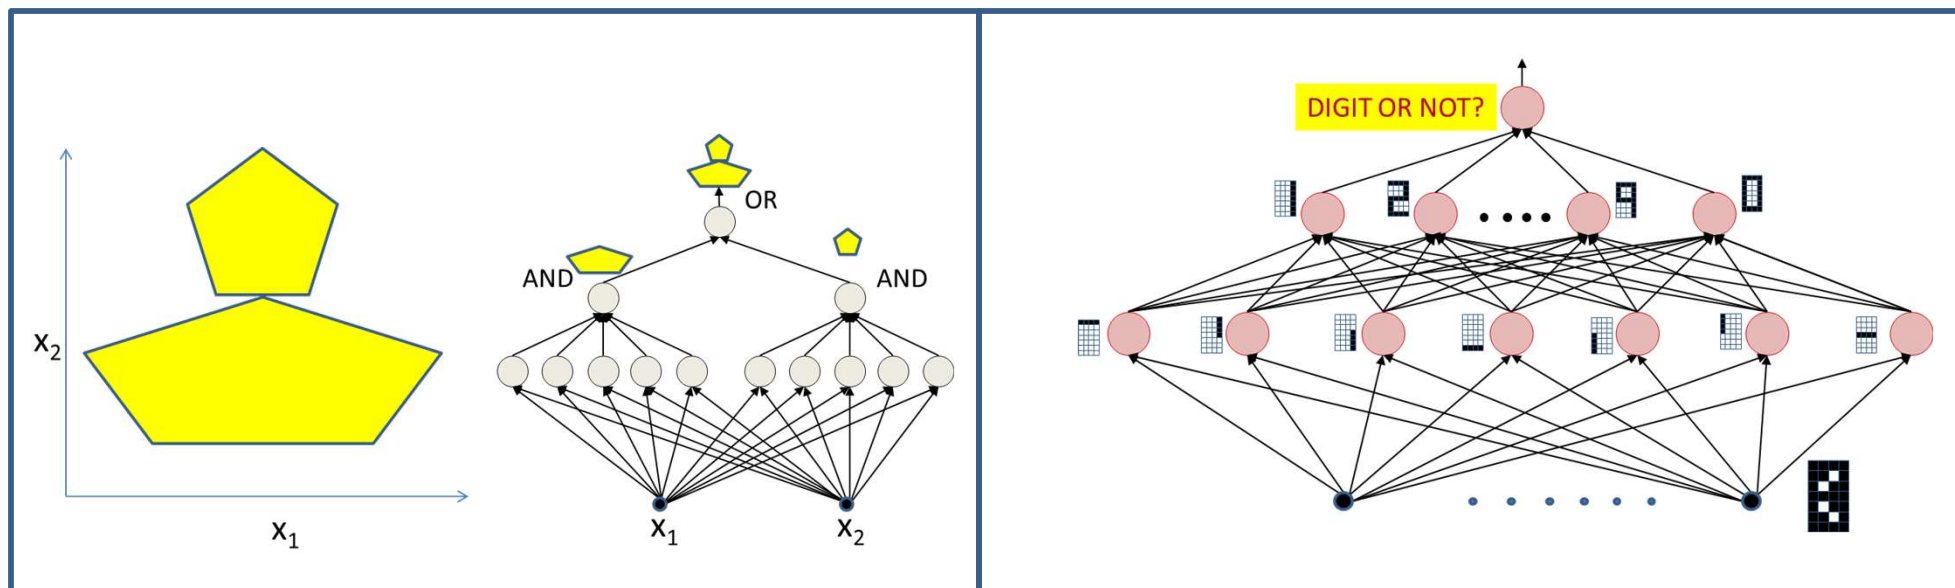 X₂
X₁
OR
AND
AND
X₁
X₂
DIGIT OR NOT?